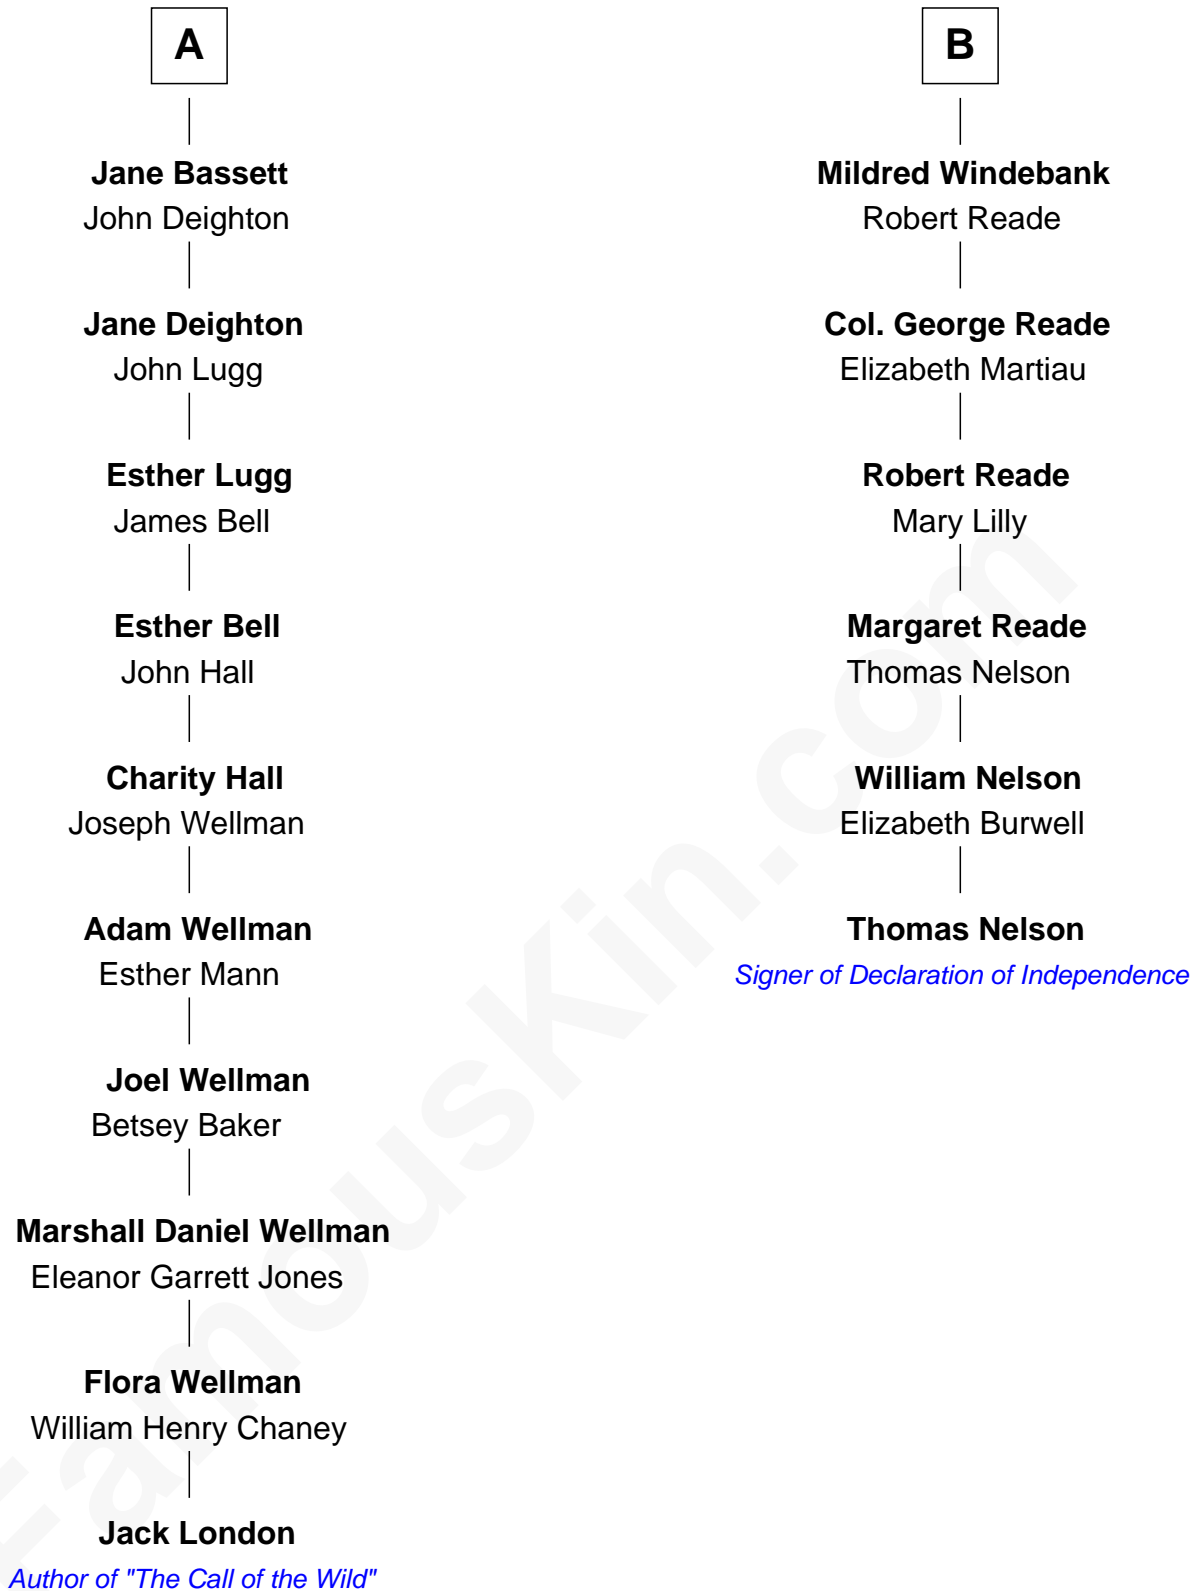 A
Jane Bassett
John Deighton
Jane Deighton
John Lugg
Esther Lugg
James Bell
Esther Bell
John Hall
Charity Hall
Joseph Wellman
Adam Wellman
Esther Mann
Joel Wellman
Betsey Baker
Marshall Daniel Wellman
Eleanor Garrett Jones
Flora Wellman
William Henry Chaney
Jack London
Author of "The Call of the Wild"
B
Mildred Windebank
Robert Reade
Col. George Reade
Elizabeth Martiau
Robert Reade
Mary Lilly
Margaret Reade
Thomas Nelson
William Nelson
Elizabeth Burwell
Thomas Nelson
Signer of Declaration of Independence
FamousKin.com